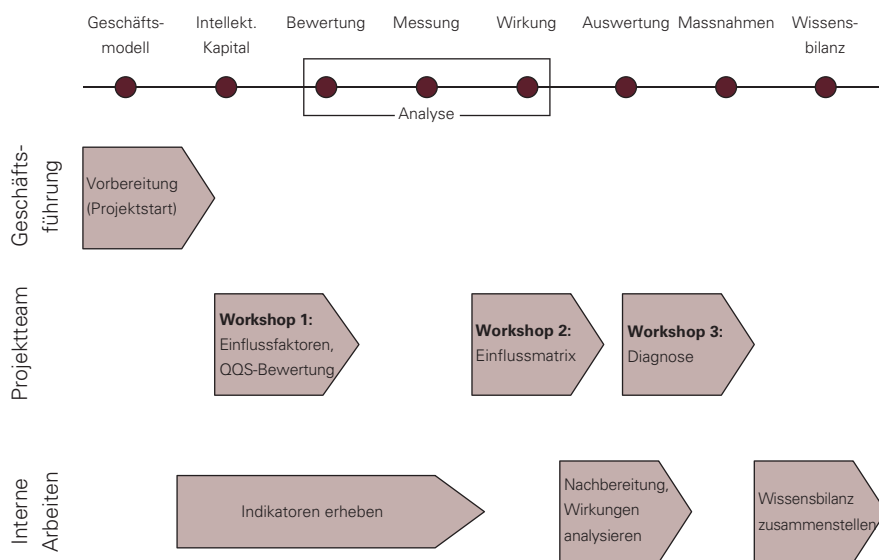 Geschäfts-
modell
Intellekt.
Kapital
Bewertung
Messung
Wirkung
Auswertung
Massnahmen
Wissens-
bilanz
Analyse
Geschäfts-
führung
Vorbereitung
(Projektstart)
Projektteam
Workshop 1:
Einflussfaktoren,
QQS-Bewertung
Workshop 2:
Einflussmatrix
Workshop 3:
Diagnose
Interne
Arbeiten
Indikatoren erheben
Nachbereitung,
Wirkungen
analysieren
Wissensbilanz
zusammenstellen